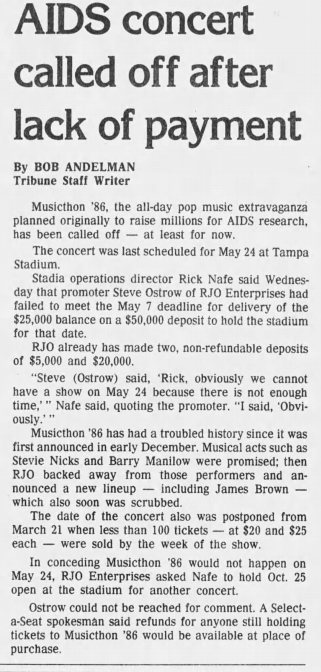 AIDS concert
called off after
lack of payment
By BOB ANDELMAN
Tribune Staff Writer
Musicthon '86, the all-day pop music extravaganza
planned originally to raise millions for AIDS research,
has been called off — at least for now.
The concert was last scheduled for May 24 at Tampa
Stadium.
Stadia operations director Rick Nafe said Wednes-
day that promoter Steve Ostrow of RJO Enterprises had
failed to meet the May 7 deadline for delivery of the
$25,000 balance on a $50,000 deposit to hold the stadium
for that date.
RJO already has made two, non-refundable deposits
of $5,000 and $20,000.
"Steve (Ostrow) said, 'Rick, obviously we cannot
have a show on May 24 because there is not enough
time,' " Nafe said, quoting the promoter. "I said, 'Obvi-
ously.' "
Musicthon '86 has had a troubled history since it was
first announced in early December. Musical acts such as
Stevie Nicks and Barry Manilow were promised; then
RJO backed away from those performers and an-
nounced a new lineup — including James Brown —
which also soon was scrubbed.
The date of the concert also was postponed from
March 21 when less than 100 tickets — at $20 and $25
each — were sold by the week of the show.
In conceding Musicthon '86 would not happen on
May 24, RJO Enterprises asked Nafe to hold Oct. 25
open at the stadium for another concert.
Ostrow could not be reached for comment. A Select-
a-Seat spokesman said refunds for anyone still holding
tickets to Musicthon '86 would be available at place of
purchase.